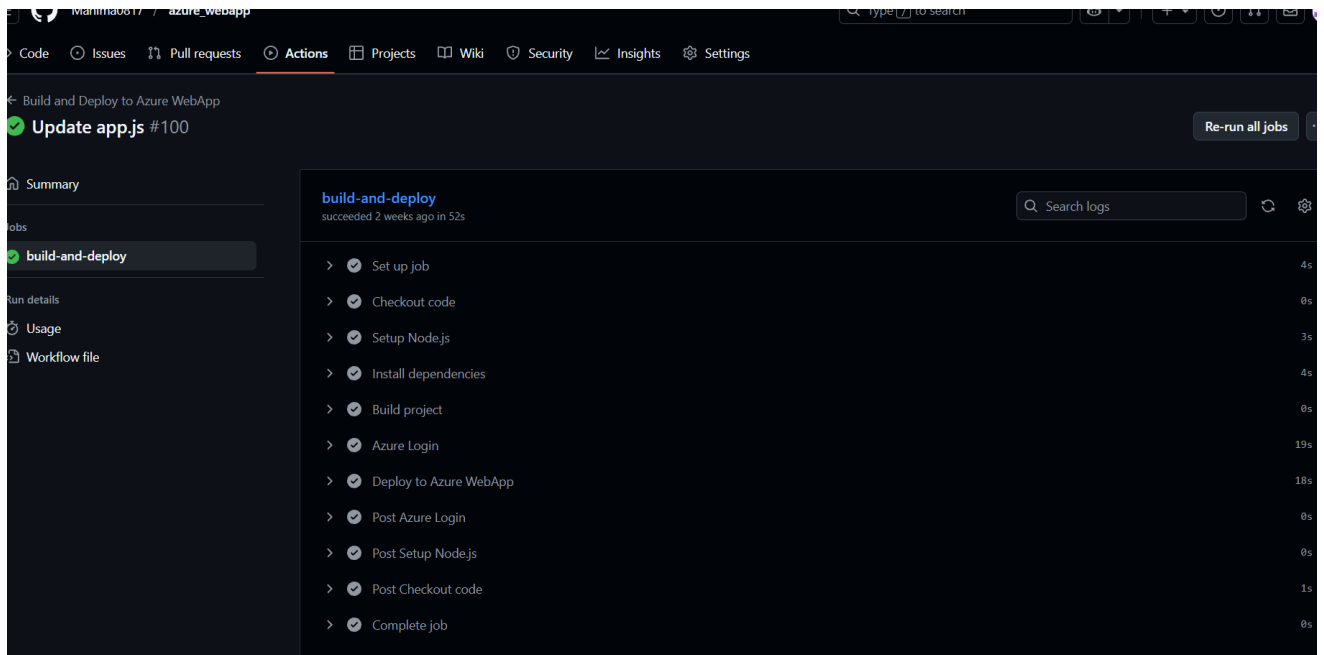 Mahima0817 / azure_webapp
Type / to search
Code Issues Pull requests Actions Projects Wiki Security Insights Settings
← Build and Deploy to Azure WebApp
Update app.js #100
Re-run all jobs
Summary
build-and-deploy
succeeded 2 weeks ago in 52s
Search logs
Jobs
build-and-deploy
Run details
Usage
Workflow file
Set up job 4s
Checkout code 0s
Setup Node.js 3s
Install dependencies 4s
Build project 0s
Azure Login 19s
Deploy to Azure WebApp 18s
Post Azure Login 0s
Post Setup Node.js 0s
Post Checkout code 1s
Complete job 0s